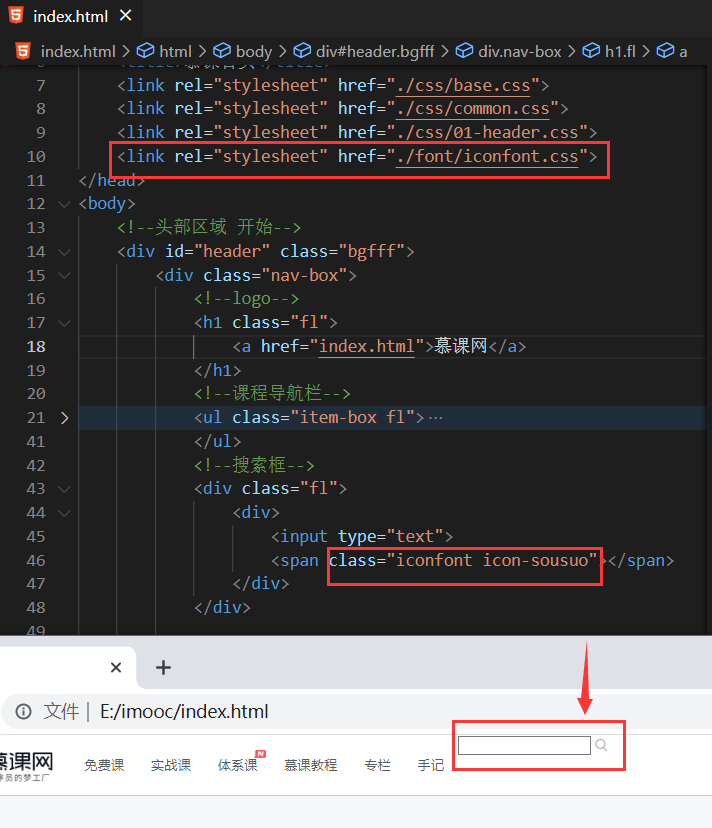 index.html
index.html > html > body > div#header.bgfff > div.nav-box > h1.fl > a
7 <link rel="stylesheet" href="./css/base.css">
8 <link rel="stylesheet" href="./css/common.css">
9 <link rel="stylesheet" href="./css/01-header.css">
10 <link rel="stylesheet" href="./font/iconfont.css">
11 </head>
12 <body>
13 <!--头部区域 开始-->
14 <div id="header" class="bgfff">
15 <div class="nav-box">
16 <!--logo-->
17 <h1 class="fl">
18 <a href="index.html">慕课网</a>
19 </h1>
20 <!--课程导航栏-->
21 <ul class="item-box fl">…
41 </ul>
42 <!--搜索框-->
43 <div class="fl">
44 <div>
45 <input type="text">
46 <span class="iconfont icon-sousuo"></span>
47 </div>
48 </div>
49
文件 | E:/imooc/index.html
慕课网
序员的梦工厂
免费课 实战课 体系课 N 慕课教程 专栏 手记